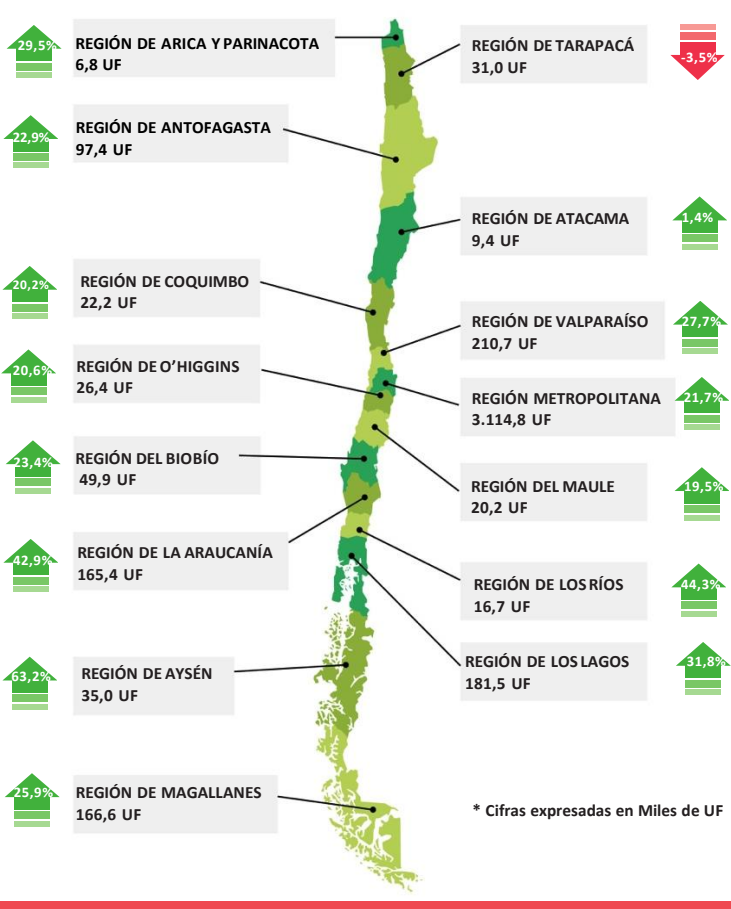 29,5%
REGIÓN DE ARICA Y PARINACOTA
6,8 UF
REGIÓN DE TARAPACÁ
31,0 UF
-3,5%
22,9%
REGIÓN DE ANTOFAGASTA
97,4 UF
REGIÓN DE ATACAMA
9,4 UF
1,4%
20,2%
REGIÓN DE COQUIMBO
22,2 UF
REGIÓN DE VALPARAÍSO
210,7 UF
27,7%
20,6%
REGIÓN DE O’HIGGINS
26,4 UF
REGIÓN METROPOLITANA
3.114,8 UF
21,7%
23,4%
REGIÓN DEL BIOBÍO
49,9 UF
REGIÓN DEL MAULE
20,2 UF
19,5%
42,9%
REGIÓN DE LA ARAUCANÍA
165,4 UF
REGIÓN DE LOS RÍOS
16,7 UF
44,3%
63,2%
REGIÓN DE AYSÉN
35,0 UF
REGIÓN DE LOS LAGOS
181,5 UF
31,8%
25,9%
REGIÓN DE MAGALLANES
166,6 UF
* Cifras expresadas en Miles de UF